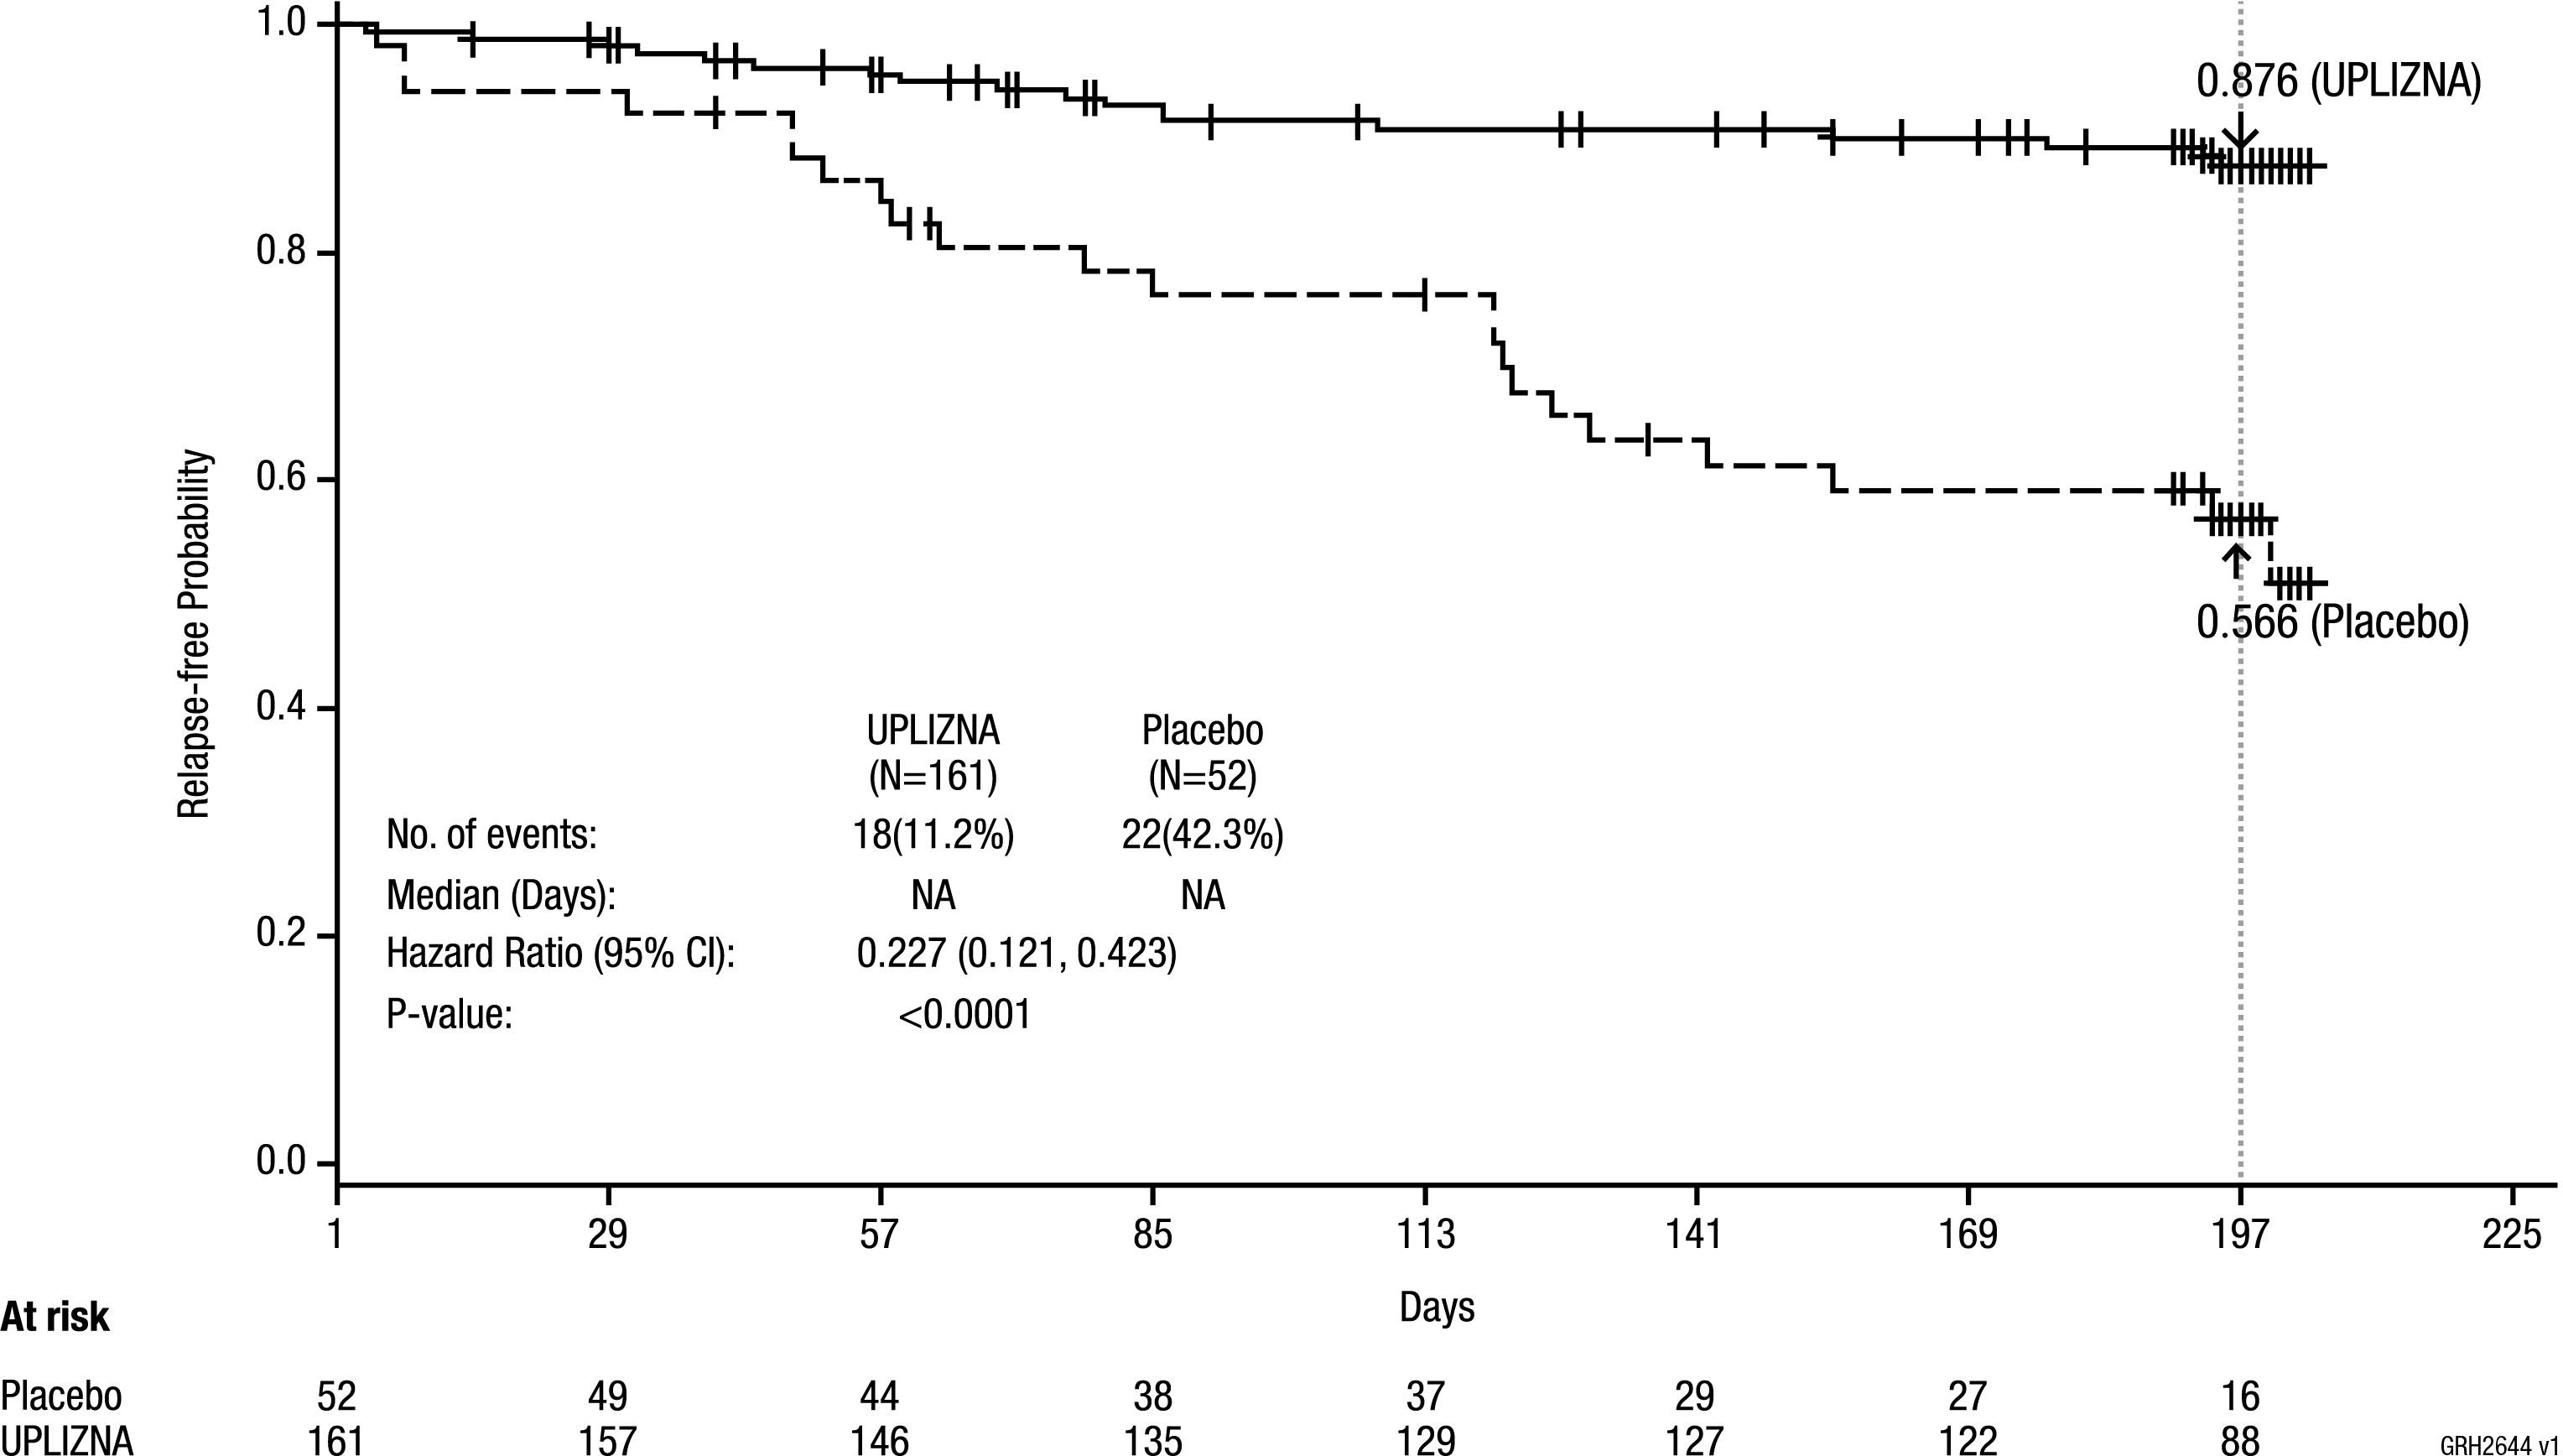 1.0
0.876 (UPLIZNA)
0.8
0.6
0.566 (Placebo)
Relapse-free Probability
0.4
UPLIZNA Placebo
(N=161) (N=52)
No. of events: 18(11.2%) 22(42.3%)
Median (Days): NA NA
0.2
Hazard Ratio (95% CI): 0.227 (0.121, 0.423)
P-value: <0.0001
0.0
1 29 57 85 113 141 169 197 225
Days
At risk
Placebo 52 49 44 38 37 29 27 16
UPLIZNA 161 157 146 135 129 127 122 88
GRH2644 v1